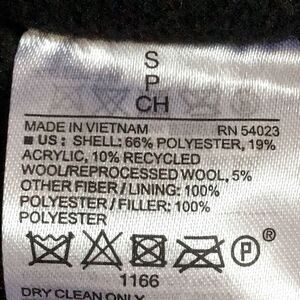 S
P
CH
MADE IN VIETNAM RN 54023
■ US: SHELL: 66% POLYESTER, 19%
ACRYLIC, 10% RECYCLED
WOOL/REPROCESSED WOOL, 5%
OTHER FIBER/LINING: 100%
POLYESTER/FILLER: 100%
POLYESTER
P ®
1166
DRY CLEAN ONLY